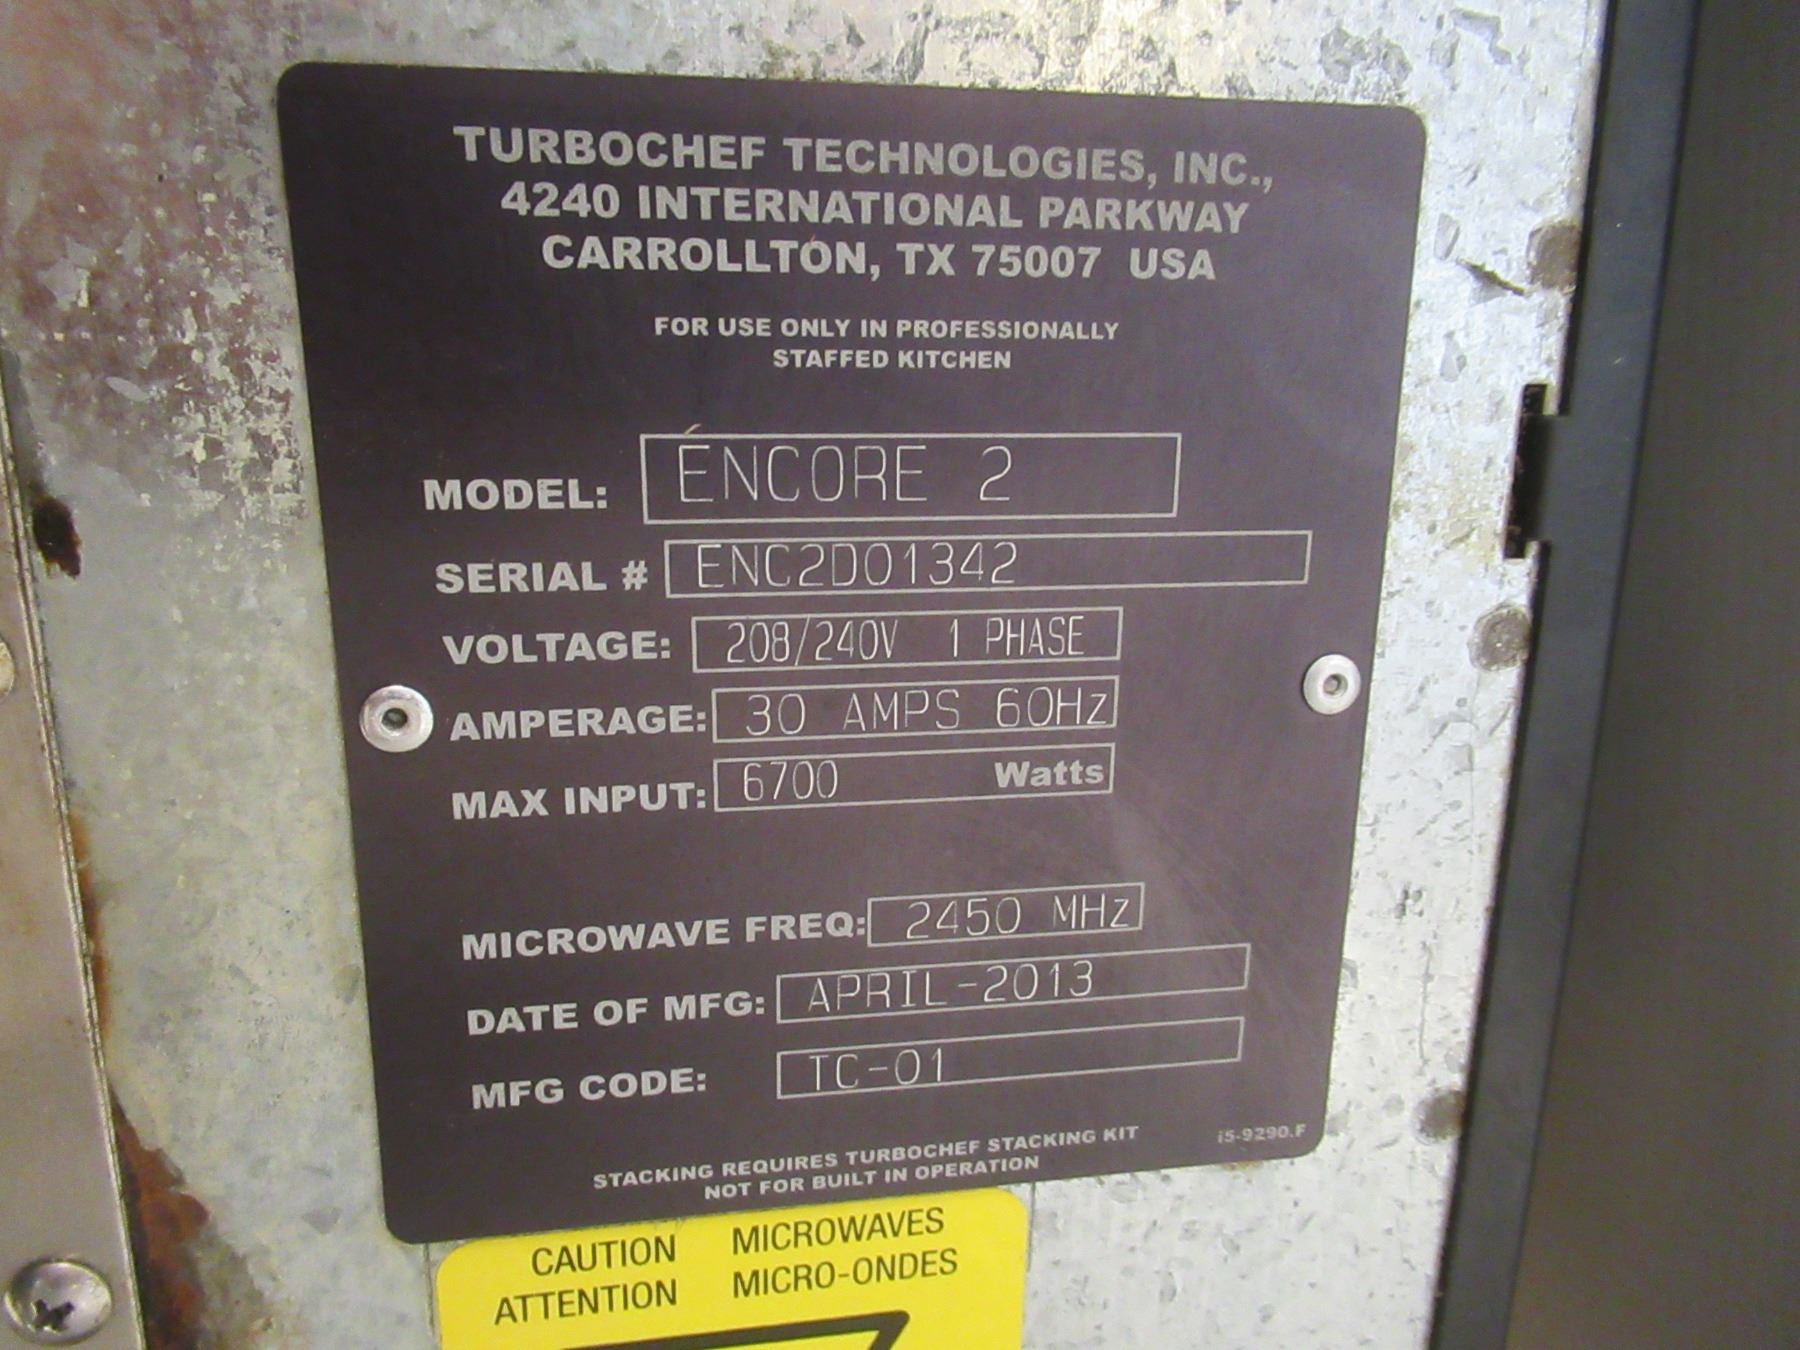 TURBOCHEF TECHNOLOGIES, INC.,
4240 INTERNATIONAL PARKWAY
CARROLLTON, TX 75007 USA
FOR USE ONLY IN PROFESSIONALLY
STAFFED KITCHEN
MODEL: ENCORE 2
SERIAL # ENC2D01342
VOLTAGE: 208/240V 1 PHASE
AMPERAGE: 30 AMPS 60Hz
MAX INPUT: 6700 Watts
MICROWAVE FREQ: 2450 MHz
DATE OF MFG: APRIL-2013
MFG CODE: TC-01
STACKING REQUIRES TURBOCHEF STACKING KIT i5-9290.F
NOT FOR BUILT IN OPERATION
CAUTION MICROWAVES
ATTENTION MICRO-ONDES